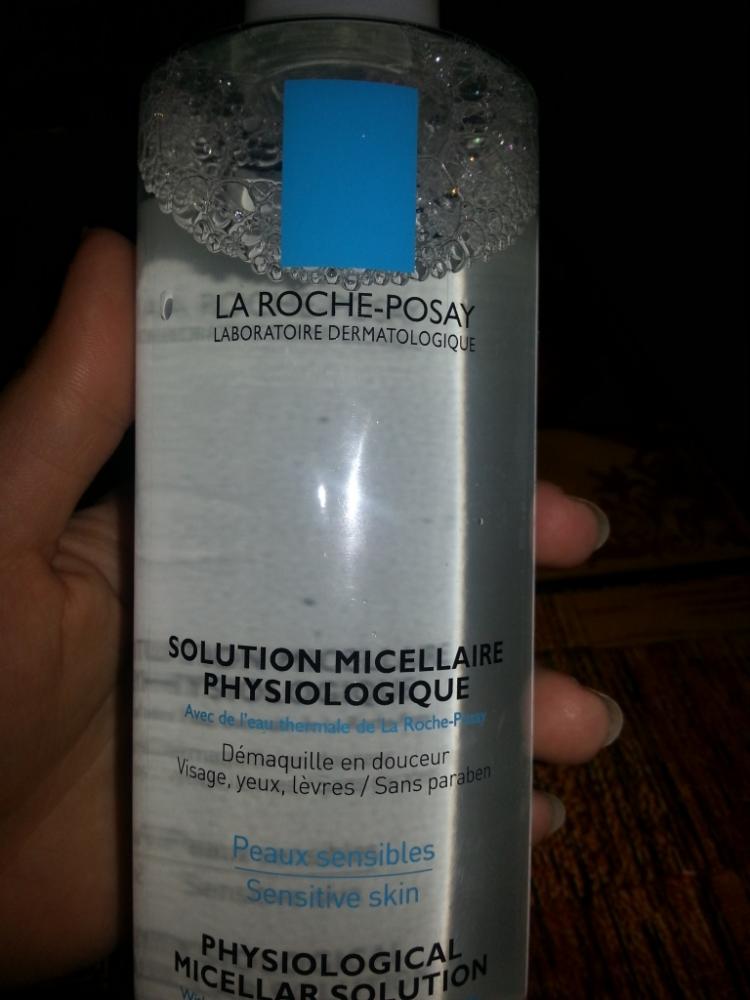 LA ROCHE-POSAY
LABORATOIRE DERMATOLOGIQUE
SOLUTION MICELLAIRE
PHYSIOLOGIQUE
Avec de l'eau thermale de La Roche-Posay
Démaquille en douceur
Visage, yeux, lèvres / Sans paraben
Peaux sensibles
Sensitive skin
PHYSIOLOGICAL
MICELLAR SOLUTION